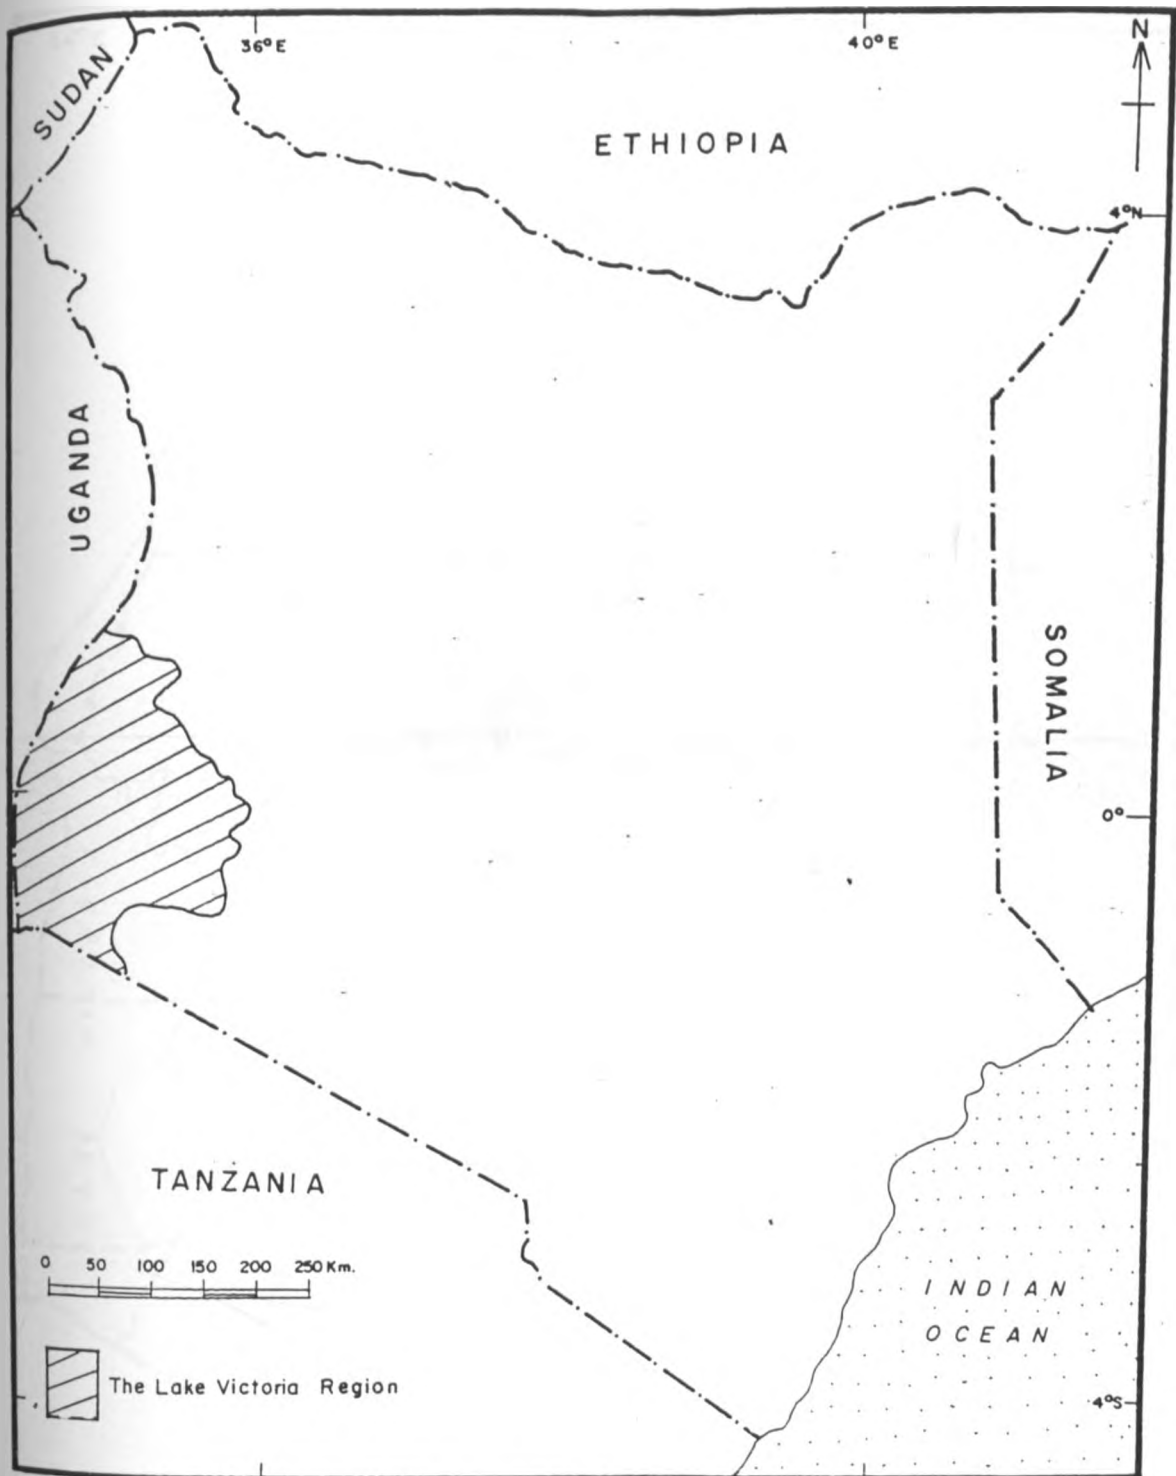 36°E
40°E
N
SUDAN
ETHIOPIA
4°N
UGANDA
SOMALIA
0°
TANZANIA
0 50 100 150 200 250 Km.
INDIAN
OCEAN
The Lake Victoria Region
4°S